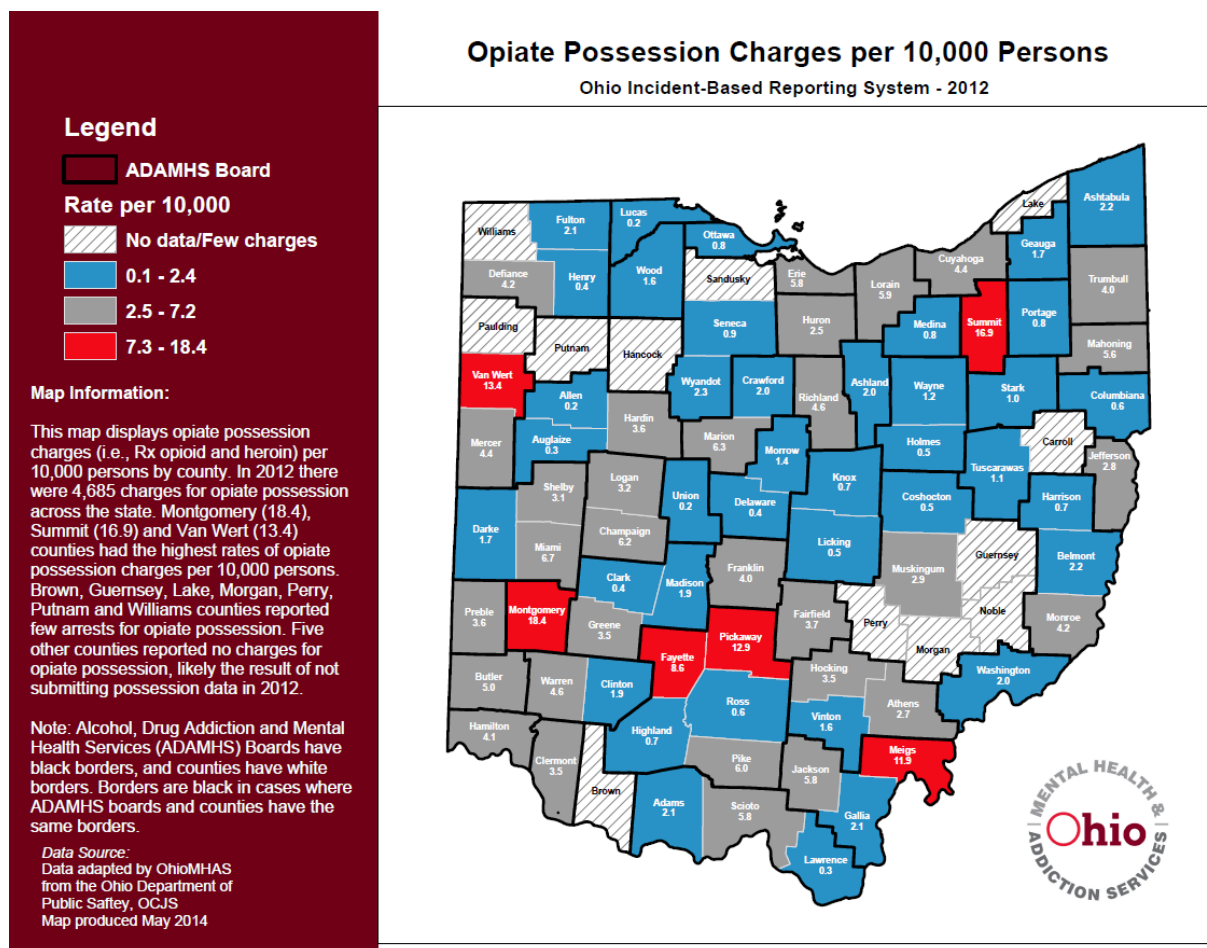 Opiate Possession Charges per 10,000 Persons
Ohio Incident-Based Reporting System - 2012
Legend
ADAMHS Board
Rate per 10,000
No data/Few charges
0.1 - 2.4
2.5 - 7.2
7.3 - 18.4
Map Information:
This map displays opiate possession
charges (i.e., Rx opioid and heroin) per
10,000 persons by county. In 2012 there
were 4,685 charges for opiate possession
across the state. Montgomery (18.4),
Summit (16.9) and Van Wert (13.4)
counties had the highest rates of opiate
possession charges per 10,000 persons.
Brown, Guernsey, Lake, Morgan, Perry,
Putnam and Williams counties reported
few arrests for opiate possession. Five
other counties reported no charges for
opiate possession, likely the result of not
submitting possession data in 2012.
Note: Alcohol, Drug Addiction and Mental
Health Services (ADAMHS) Boards have
black borders, and counties have white
borders. Borders are black in cases where
ADAMHS boards and counties have the
same borders.
Data Source:
Data adapted by OhioMHAS
from the Ohio Department of
Public Saftey, OCJS
Map produced May 2014
Williams
Fulton
2.1
Lucas
0.2
Ottawa
0.8
Lake
Ashtabula
2.2
Geauga
1.7
Cuyahoga
4.4
Defiance
4.2
Henry
0.4
Wood
1.6
Sandusky
Erie
5.8
Lorain
5.9
Trumbull
4.0
Paulding
Putnam
Hancock
Seneca
0.9
Huron
2.5
Medina
0.8
Summit
16.9
Portage
0.8
Mahoning
5.6
Van Wert
13.4
Allen
0.2
Wyandot
2.3
Crawford
2.0
Richland
4.6
Ashland
2.0
Wayne
1.2
Stark
1.0
Columbiana
0.6
Mercer
4.4
Auglaize
0.3
Hardin
3.6
Marion
6.3
Morrow
1.4
Holmes
0.5
Carroll
Jefferson
2.8
Tuscarawas
1.1
Shelby
3.1
Logan
3.2
Union
0.2
Delaware
0.4
Knox
0.7
Coshocton
0.5
Harrison
0.7
Darke
1.7
Miami
6.7
Champaign
6.2
Licking
0.5
Guernsey
Belmont
2.2
Clark
0.4
Madison
1.9
Franklin
4.0
Muskingum
2.9
Noble
Monroe
4.2
Preble
3.6
Montgomery
18.4
Greene
3.5
Fayette
8.6
Pickaway
12.9
Fairfield
3.7
Perry
Morgan
Washington
2.0
Butler
5.0
Warren
4.6
Clinton
1.9
Ross
0.6
Hocking
3.5
Athens
2.7
Hamilton
4.1
Clermont
3.5
Highland
0.7
Vinton
1.6
Meigs
11.9
Brown
Adams
2.1
Pike
6.0
Jackson
5.8
Scioto
5.8
Gallia
2.1
Lawrence
0.3
MENTAL HEALTH &
Ohio
ADDICTION SERVICES